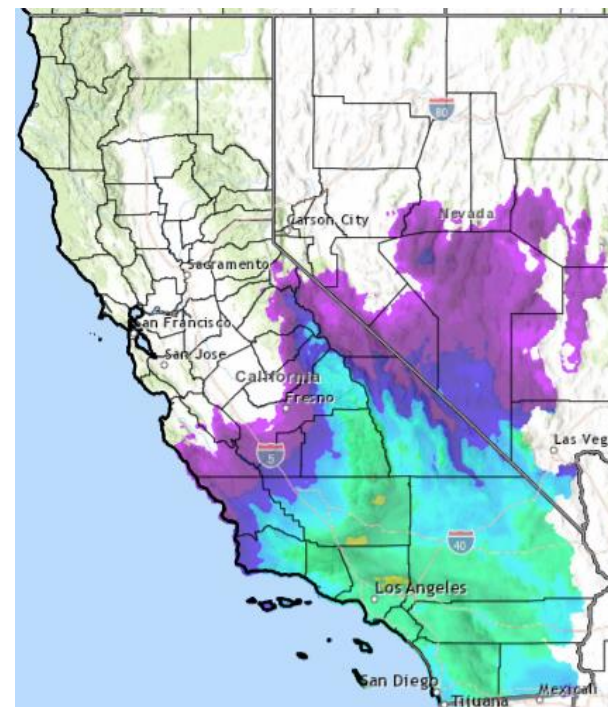 80
Nevada
Carson City
Sacramento
San Francisco
San Jose
California
Fresno
5
Las Veg
40
Los Angeles
San Diego
Tijuana
Mexicali